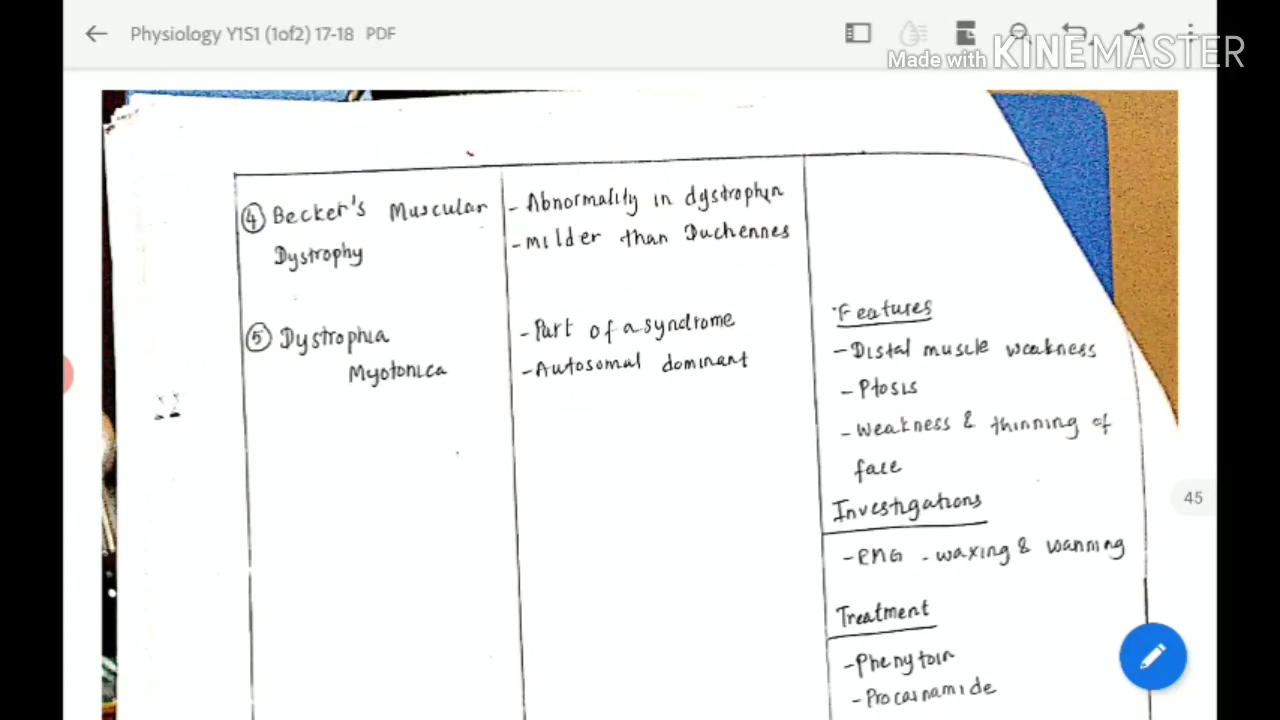 Physiology Y1S1 (1of2) 17-18 PDF
Made with KINEMASTER
④ Becker's Muscular
Dystrophy
- Abnormality in dystrophin
- Milder than Duchennes
⑤ Dystrophia
Myotonica
- Part of a syndrome
- Autosomal dominant
Features
- Distal muscle weakness
- Ptosis
- Weakness & thinning of
face
Investigations
- EMG - waxing & wanning
Treatment
- Phenytoin
- Procainamide
45